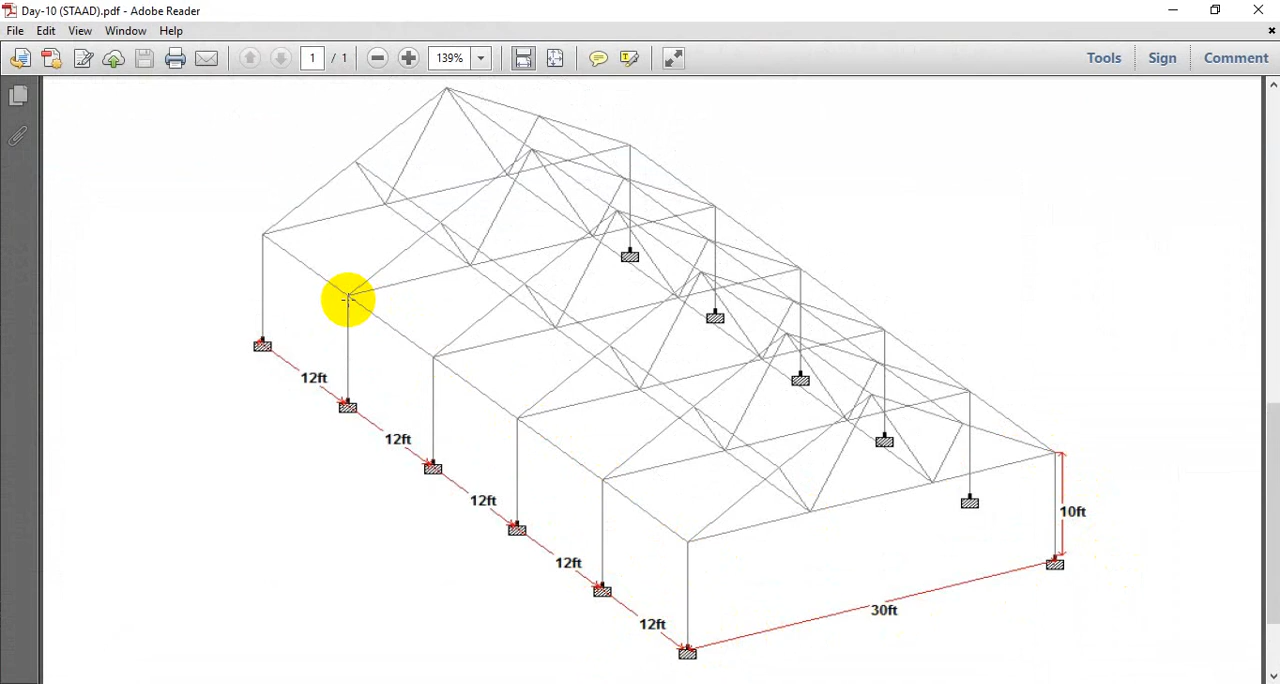 Day-10 (STAAD).pdf - Adobe Reader
File Edit View Window Help
1 / 1 139% Tools Sign Comment
12ft
12ft
12ft
10ft
12ft
30ft
12ft